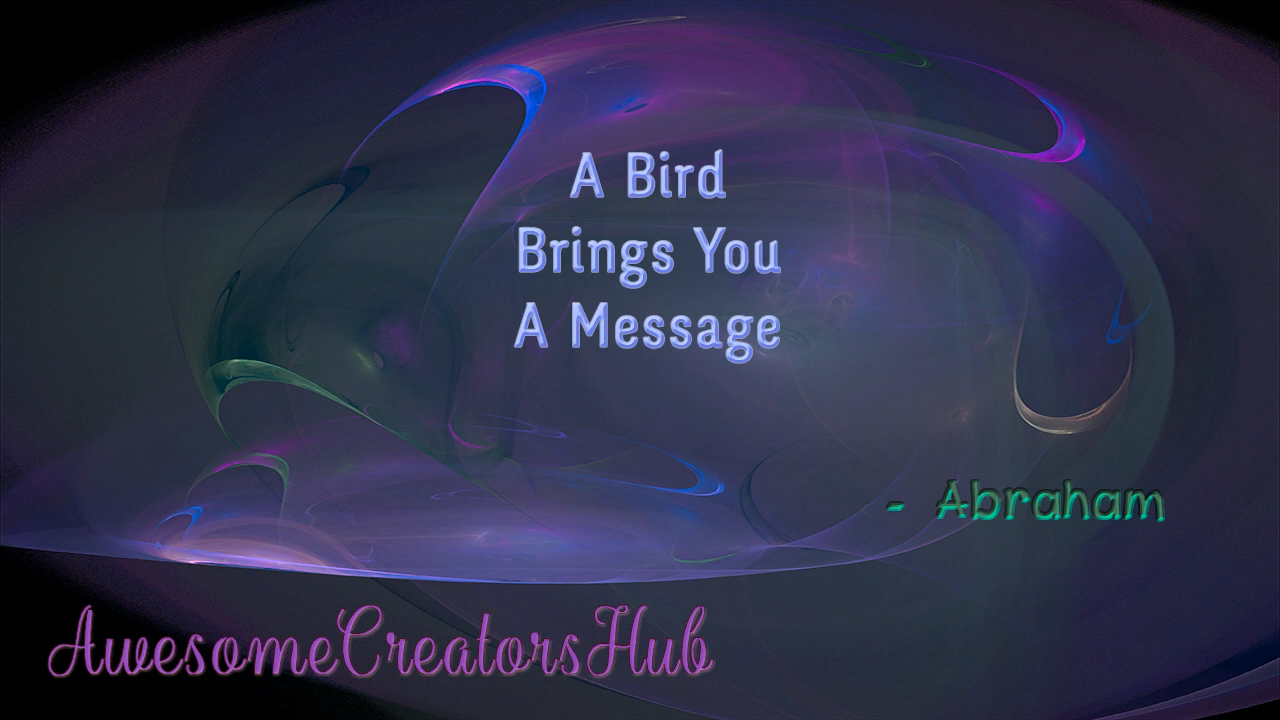 A Bird
Brings You
A Message
- Abraham
AwesomeCreatorsHub